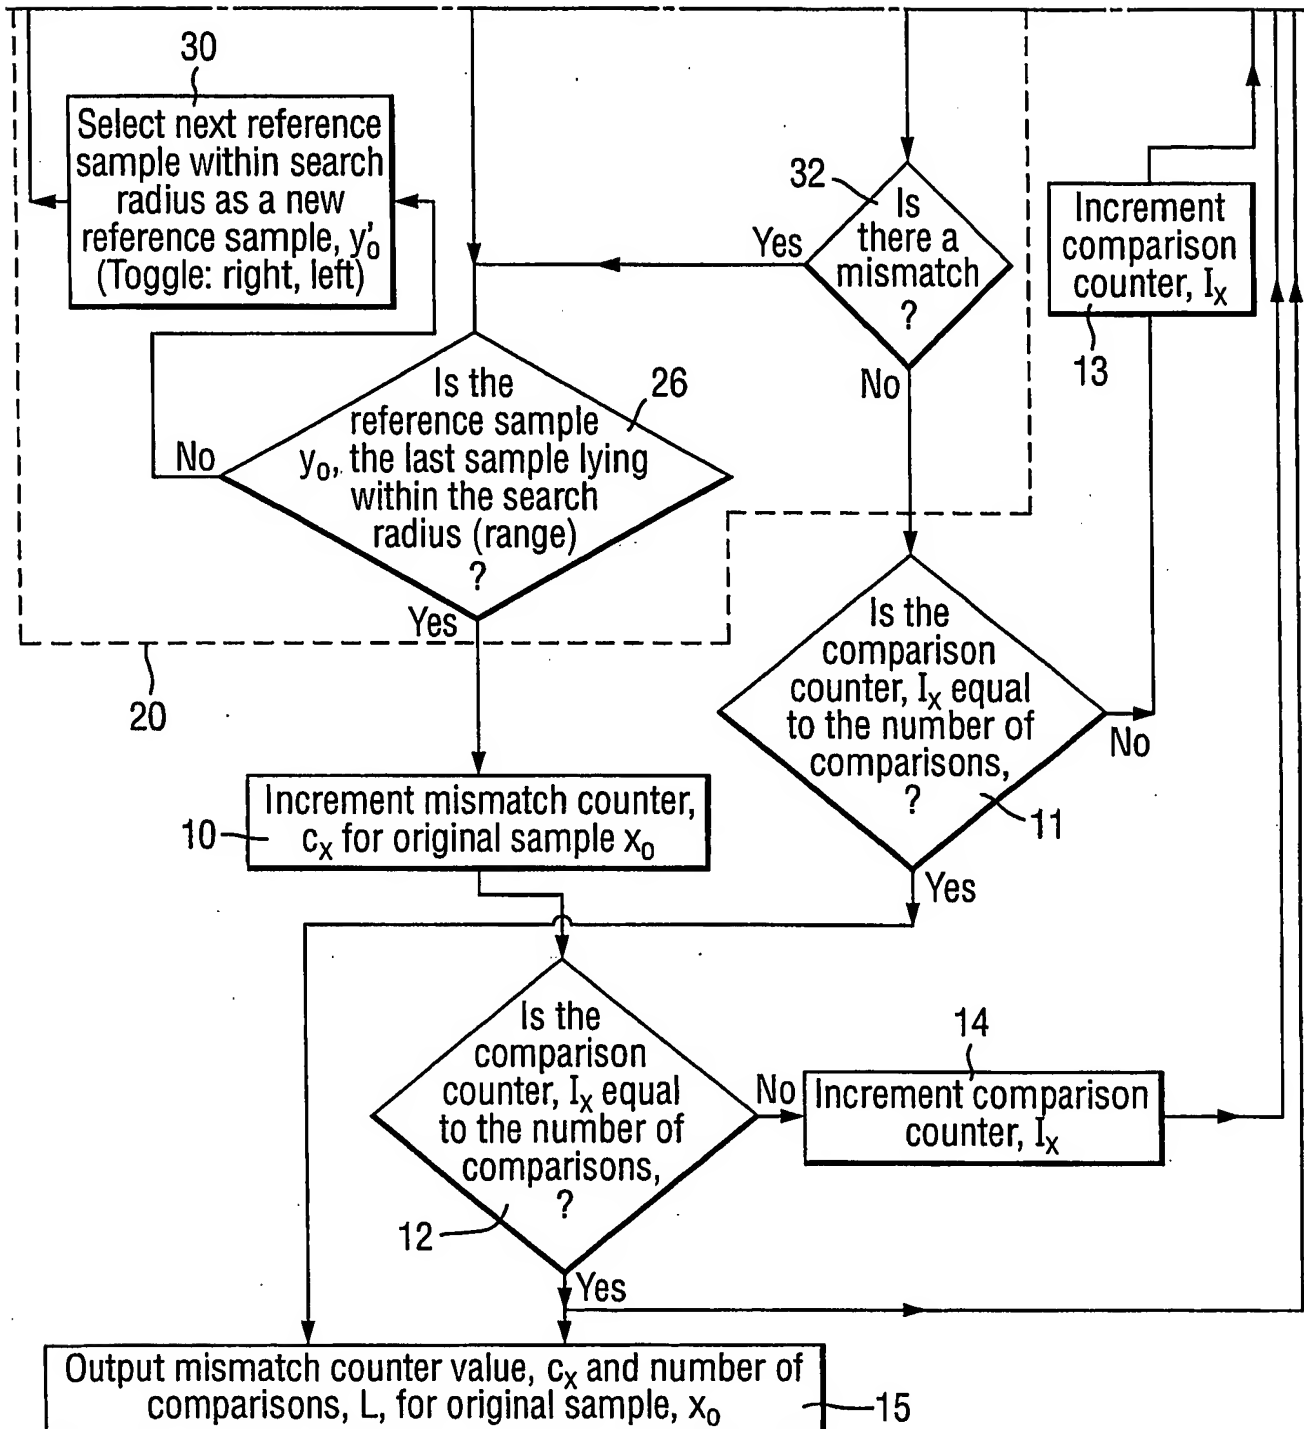 30
Select next reference
sample within search
radius as a new
reference sample, y'₀
(Toggle: right, left)
32
Is
there a
mismatch
?
Yes
No
Increment
comparison
counter, Iₓ
13
Is the
reference sample
y₀, the last sample lying
within the search
radius (range)
?
26
No
Yes
20
Is the
comparison
counter, Iₓ equal
to the number of
comparisons,
?
11
No
Yes
Increment mismatch counter,
cₓ for original sample x₀
10
Is the
comparison
counter, Iₓ equal
to the number of
comparisons,
?
12
No
Yes
14
Increment comparison
counter, Iₓ
Output mismatch counter value, cₓ and number of
comparisons, L, for original sample, x₀
15